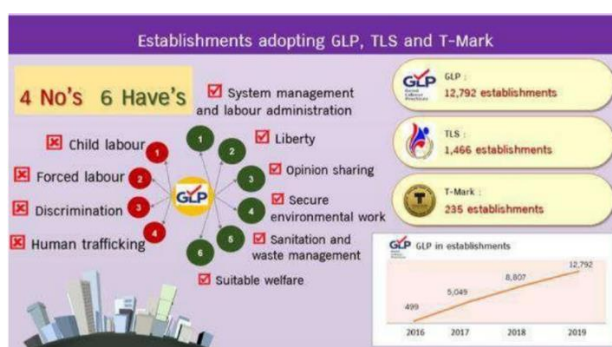 Establishments adopting GLP, TLS and T-Mark
4 No's 6 Have's
System management
and labour administration
Child labour
Forced labour
Discrimination
Human trafficking
1
2
3
4
GLP
1
2
3
4
5
6
Liberty
Opinion sharing
Secure
environmental work
Sanitation and
waste management
Suitable welfare
GLP
GLP :
12,792 establishments
TLS :
1,466 establishments
T
T-Mark :
235 establishments
GLP
GLP in establishments
499
5,049
8,807
12,792
2016
2017
2018
2019